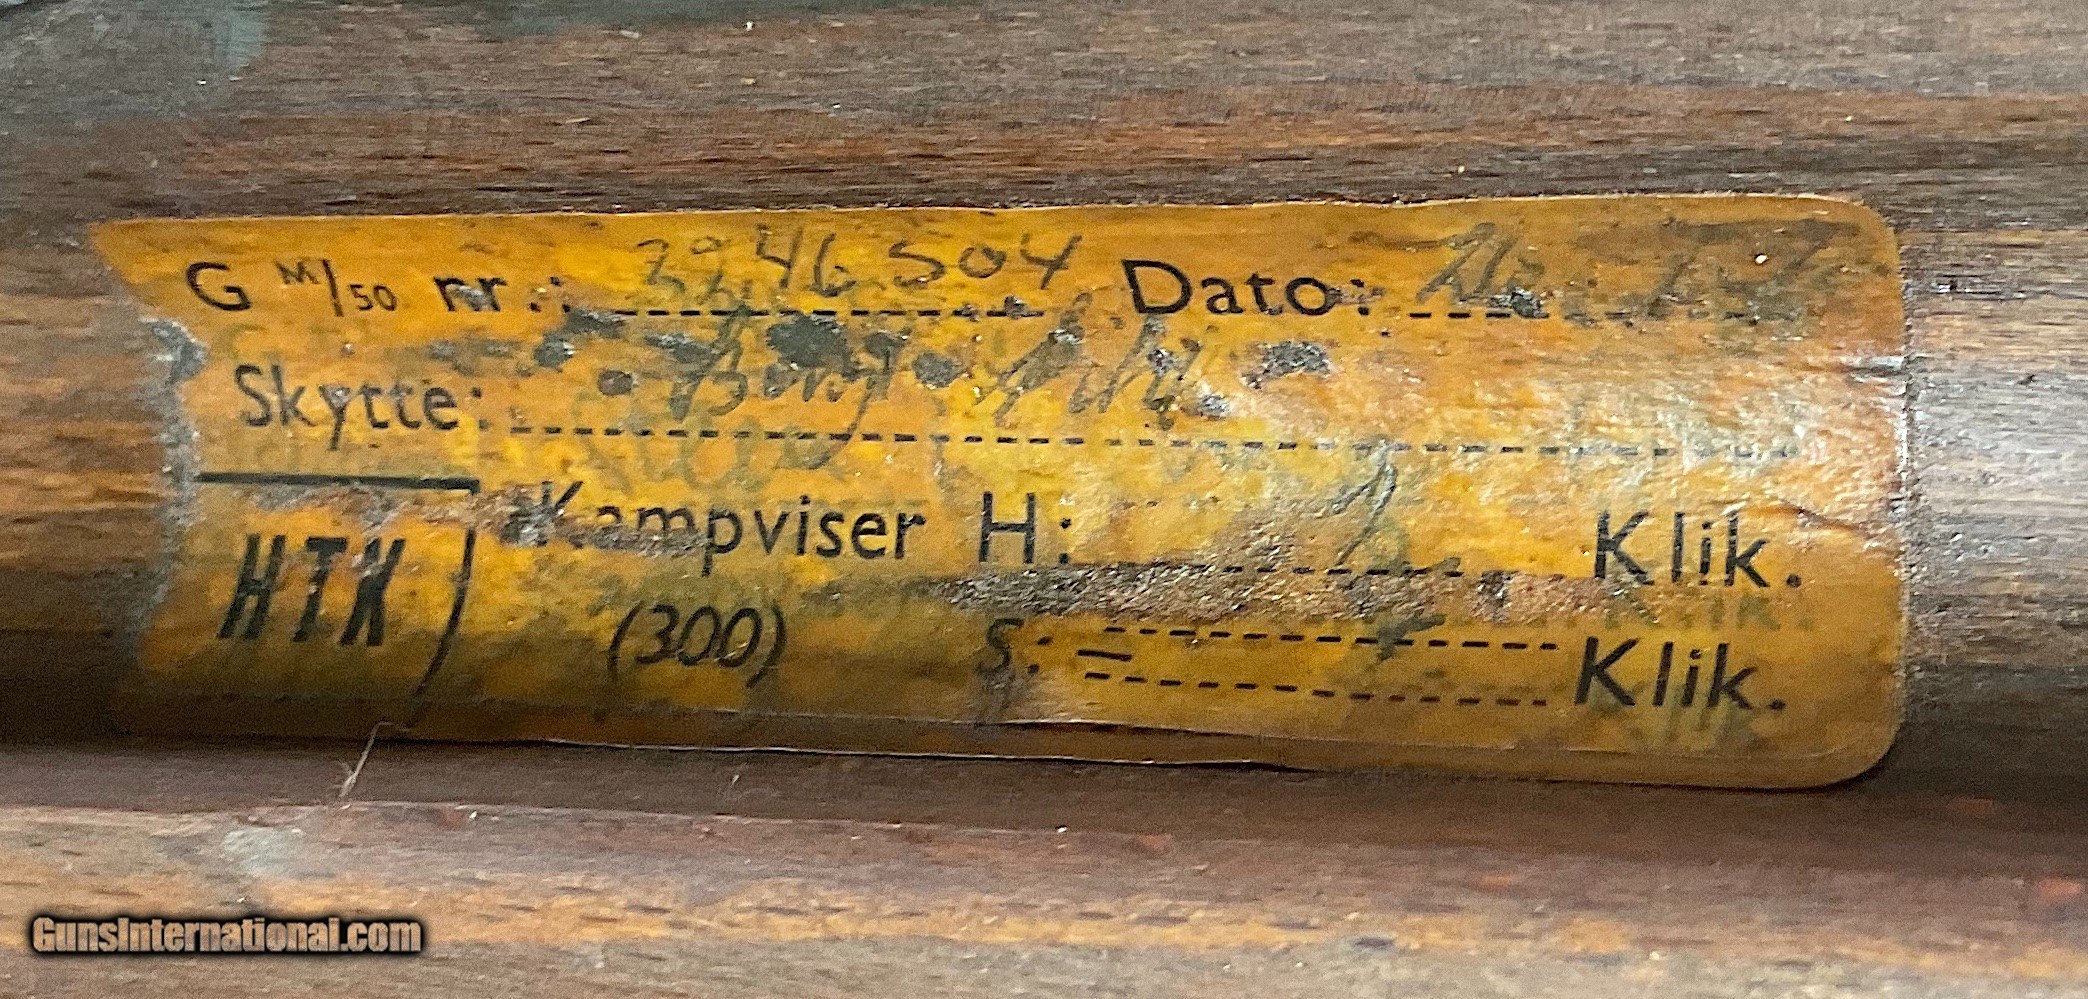 G M/50 nr.: 3946504 Dato:
Skytte:
HTK Kampviser H: Klik.
(300) S: = Klik.
GunsInternational.com